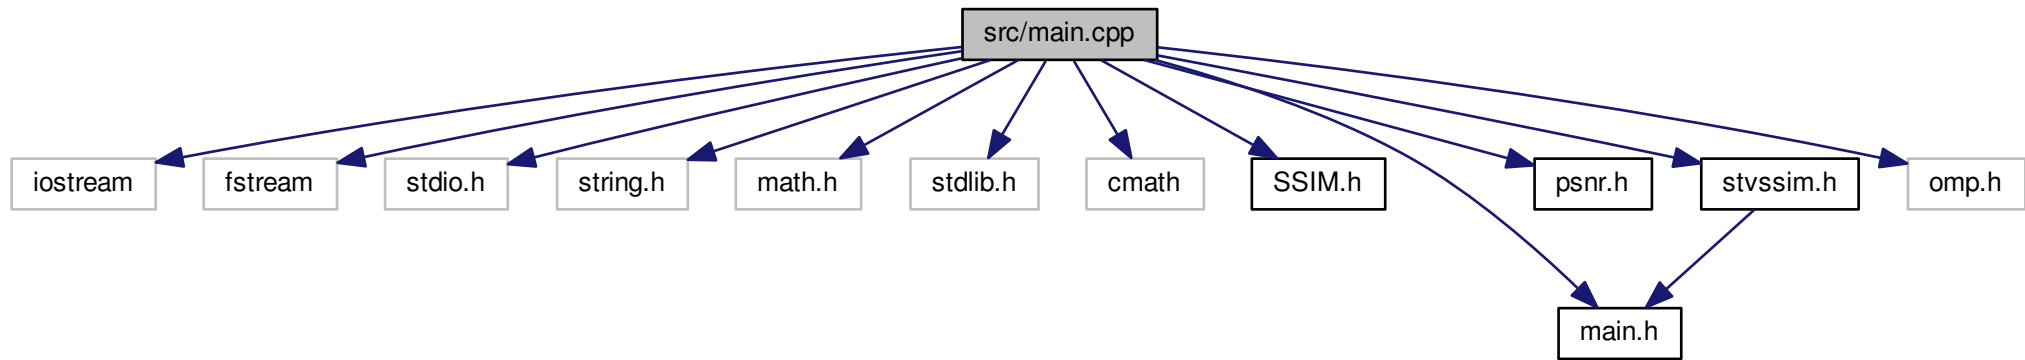 src/main.cpp
iostream
fstream
stdio.h
string.h
math.h
stdlib.h
cmath
SSIM.h
psnr.h
stvssim.h
omp.h
main.h